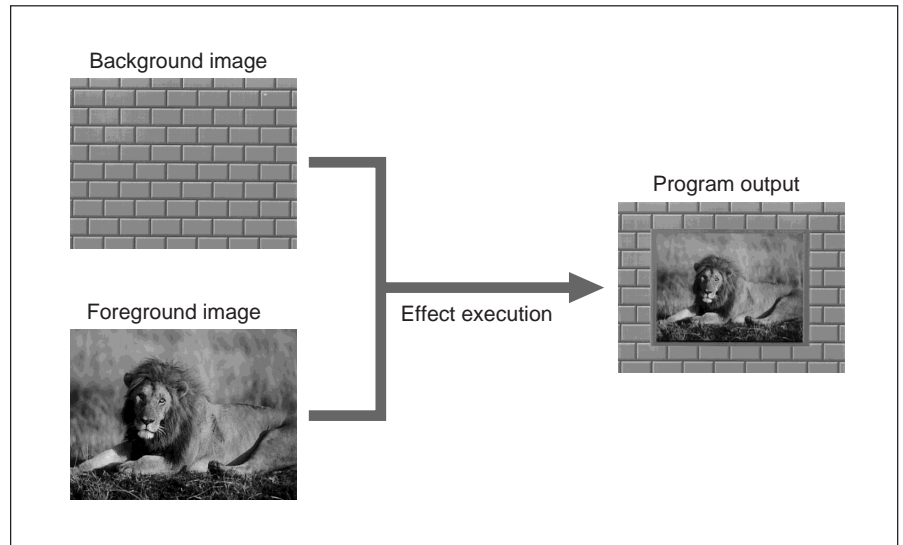 Background image
Program output
Foreground image
Effect execution